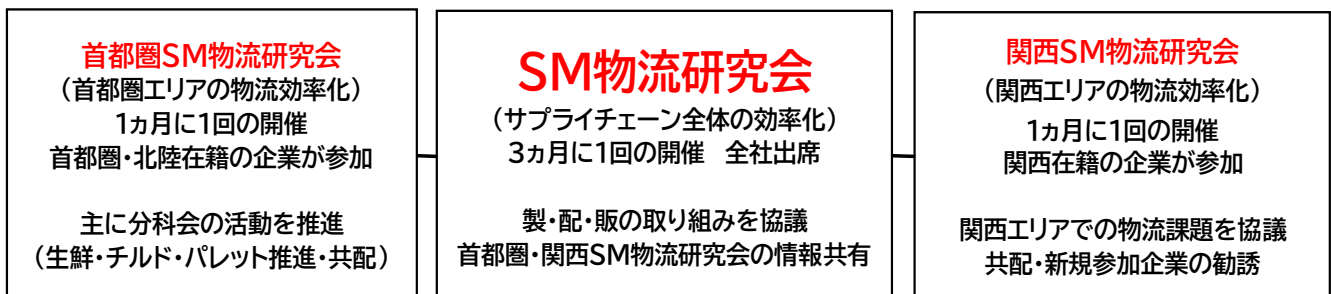 首都圏SM物流研究会
（首都圏エリアの物流効率化）
1ヵ月に1回の開催
首都圏・北陸在籍の企業が参加
主に分科会の活動を推進
（生鮮・チルド・パレット推進・共配）
SM物流研究会
（サプライチェーン全体の効率化）
3ヵ月に1回の開催　全社出席
製・配・販の取り組みを協議
首都圏・関西SM物流研究会の情報共有
関西SM物流研究会
（関西エリアの物流効率化）
1ヵ月に1回の開催
関西在籍の企業が参加
関西エリアでの物流課題を協議
共配・新規参加企業の勧誘